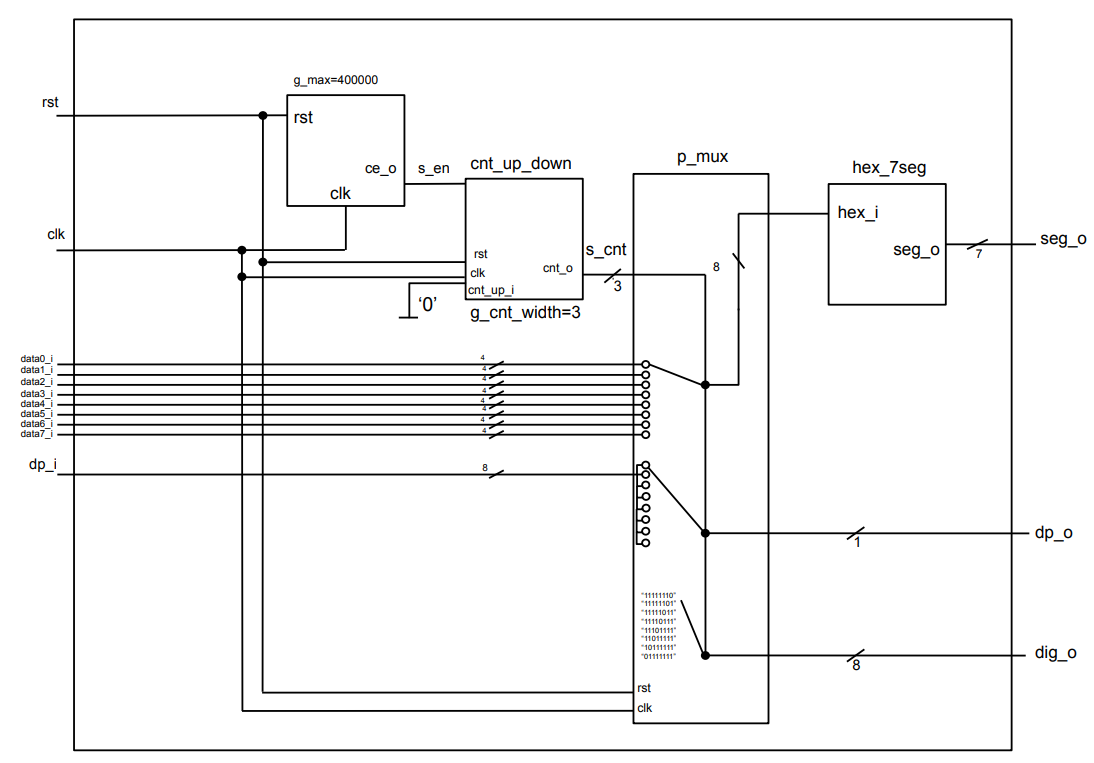 g_max=400000
rst
rst
ce_o
clk
s_en
cnt_up_down
p_mux
hex_7seg
hex_i
seg_o
7
seg_o
clk
rst
clk
cnt_up_i
cnt_o
s_cnt
3
8
'0'
g_cnt_width=3
data0_i
4
data1_i
4
data2_i
4
data3_i
4
data4_i
4
data5_i
4
data6_i
4
data7_i
4
dp_i
8
1
dp_o
"11111110"
"11111101"
"11111011"
"11110111"
"11101111"
"11011111"
"10111111"
"01111111"
8
dig_o
rst
clk